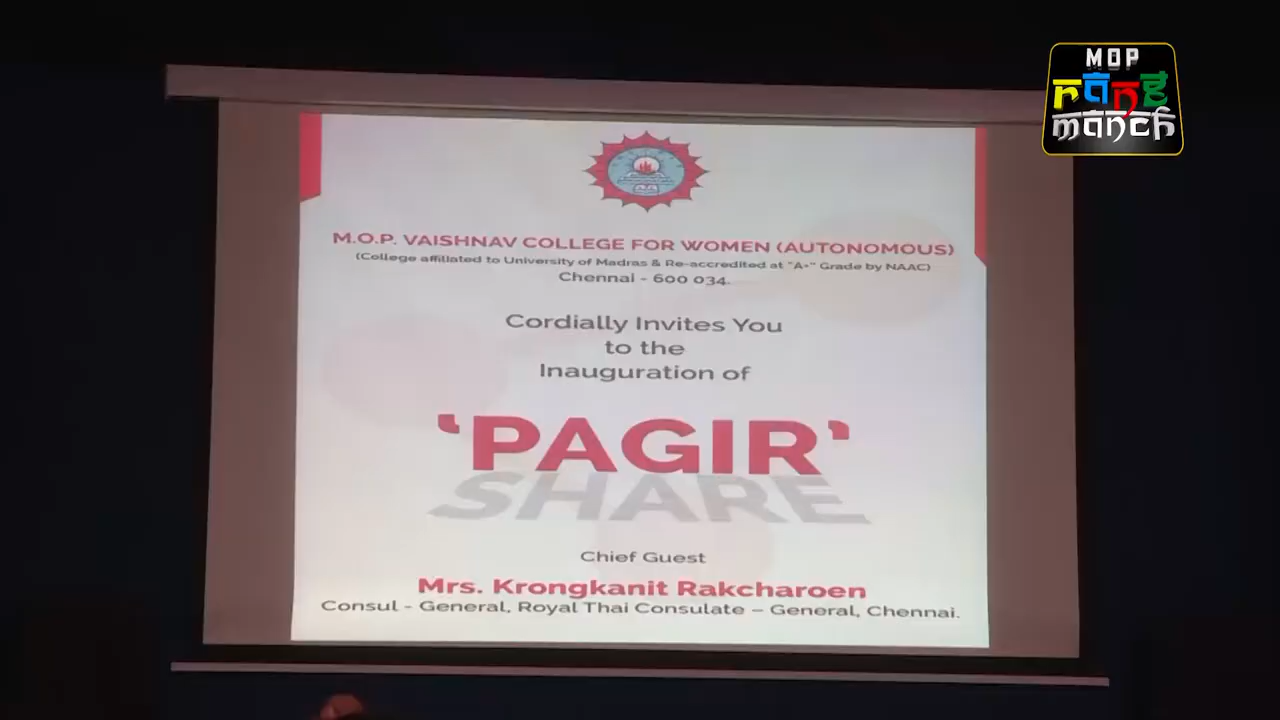 MOP
rang
manch
M.O.P. VAISHNAV COLLEGE FOR WOMEN (AUTONOMOUS)
(College affiliated to University of Madras & Re-accredited at "A+" Grade by NAAC)
Chennai - 600 034.
Cordially Invites You
to the
Inauguration of
'PAGIR'
SHARE
Chief Guest
Mrs. Krongkanit Rakcharoen
Consul - General, Royal Thai Consulate – General, Chennai.